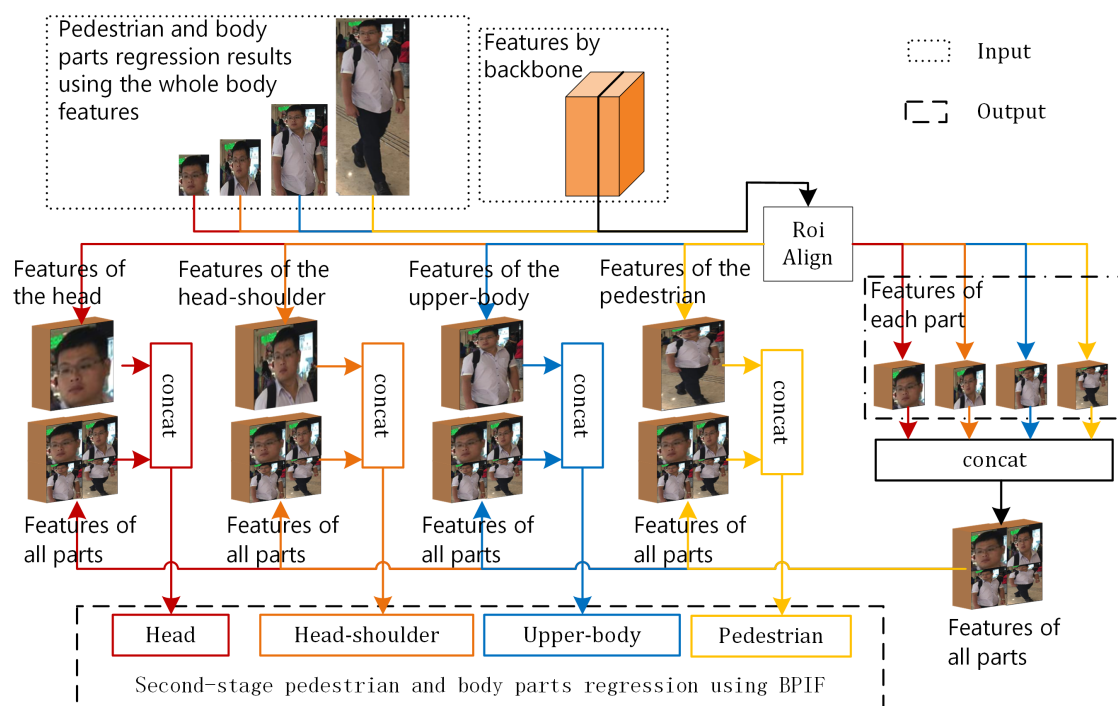 Pedestrian and body
parts regression results
using the whole body
features
Features by
backbone
Input
Output
Roi
Align
Features of
the head
Features of the
head-shoulder
Features of the
upper-body
Features of the
pedestrian
Features of
each part
concat
concat
concat
concat
concat
Features of
all parts
Features of
all parts
Features of
all parts
Features of
all parts
Features of
all parts
Head
Head-shoulder
Upper-body
Pedestrian
Second-stage pedestrian and body parts regression using BPIF